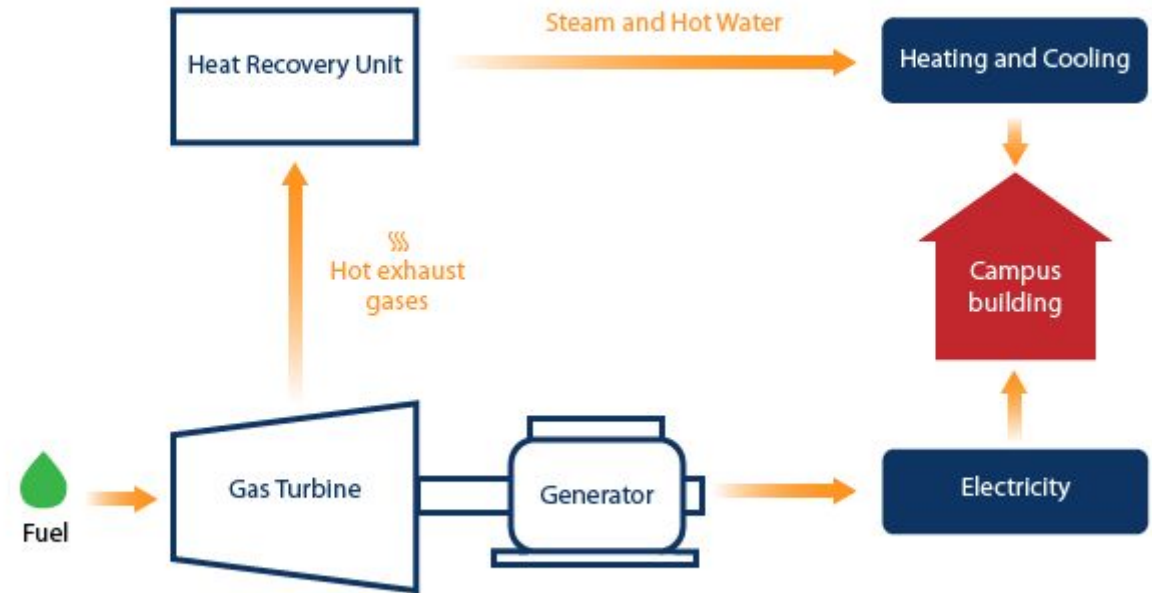 Steam and Hot Water
Heat Recovery Unit
Heating and Cooling
Hot exhaust
gases
Campus
building
Gas Turbine
Generator
Electricity
Fuel